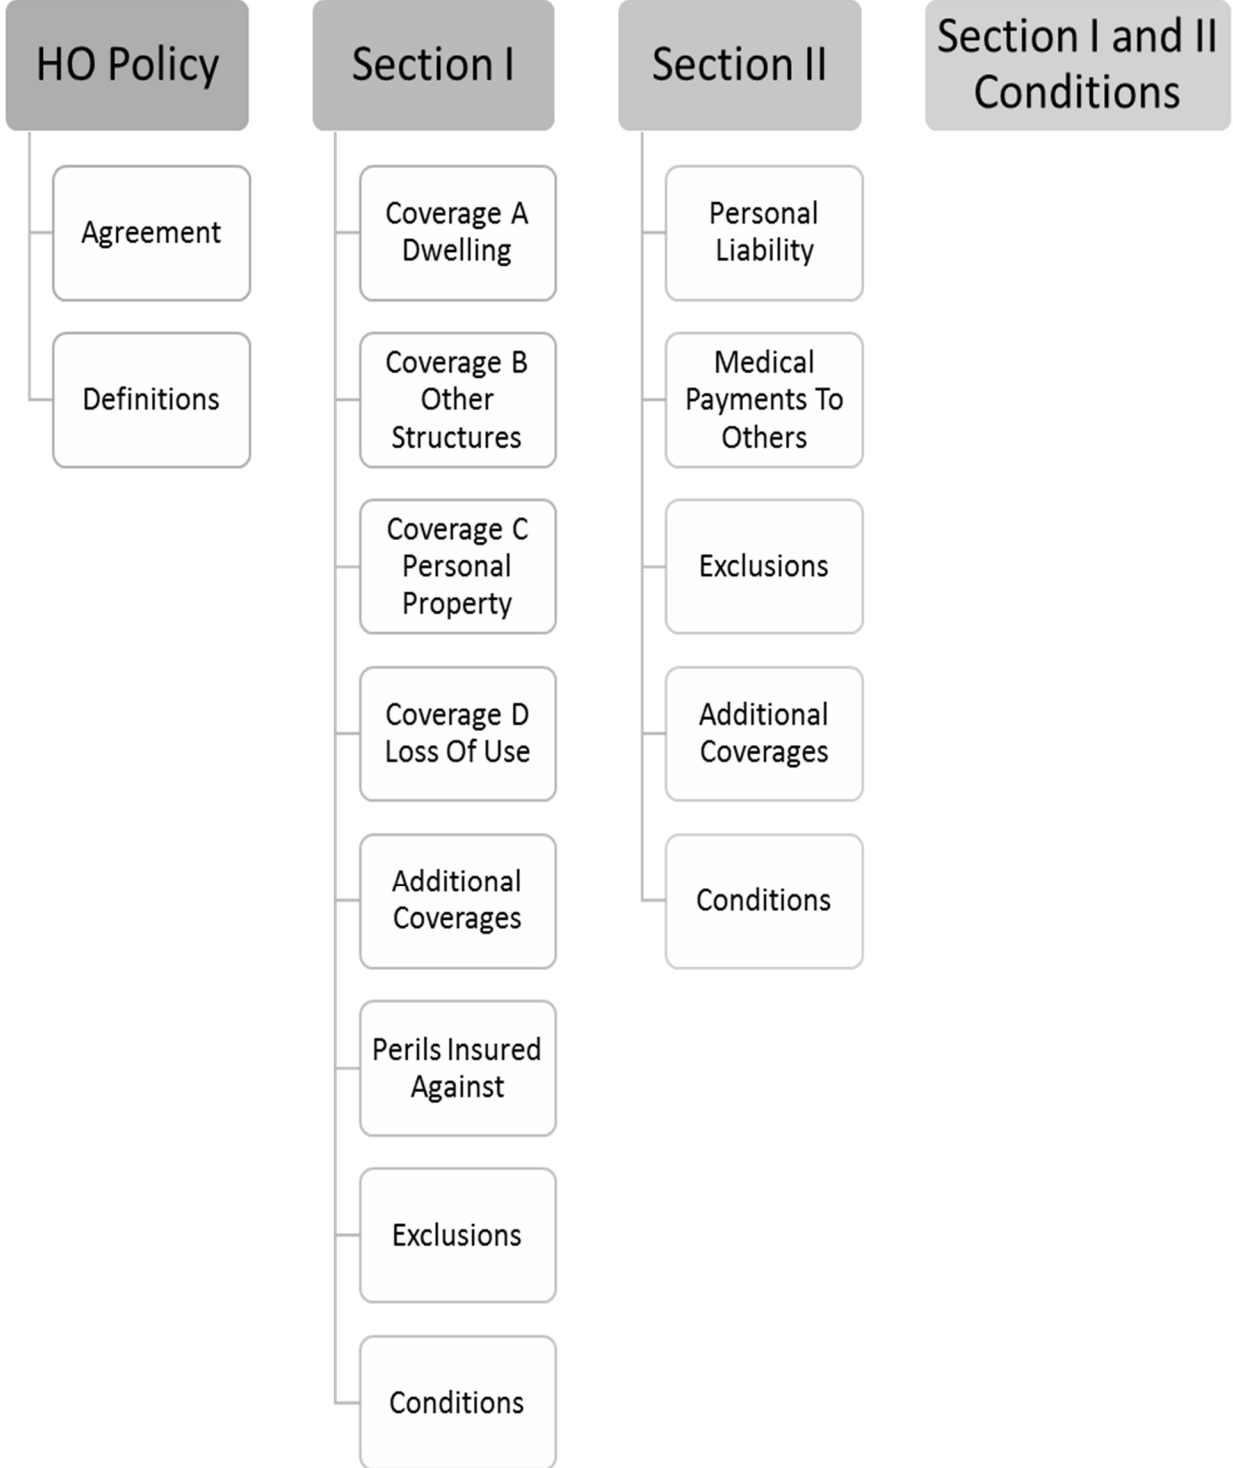 HO Policy
Agreement
Definitions
Section I
Coverage A
Dwelling
Coverage B
Other
Structures
Coverage C
Personal
Property
Coverage D
Loss Of Use
Additional
Coverages
Perils Insured
Against
Exclusions
Conditions
Section II
Personal
Liability
Medical
Payments To
Others
Exclusions
Additional
Coverages
Conditions
Section I and II
Conditions